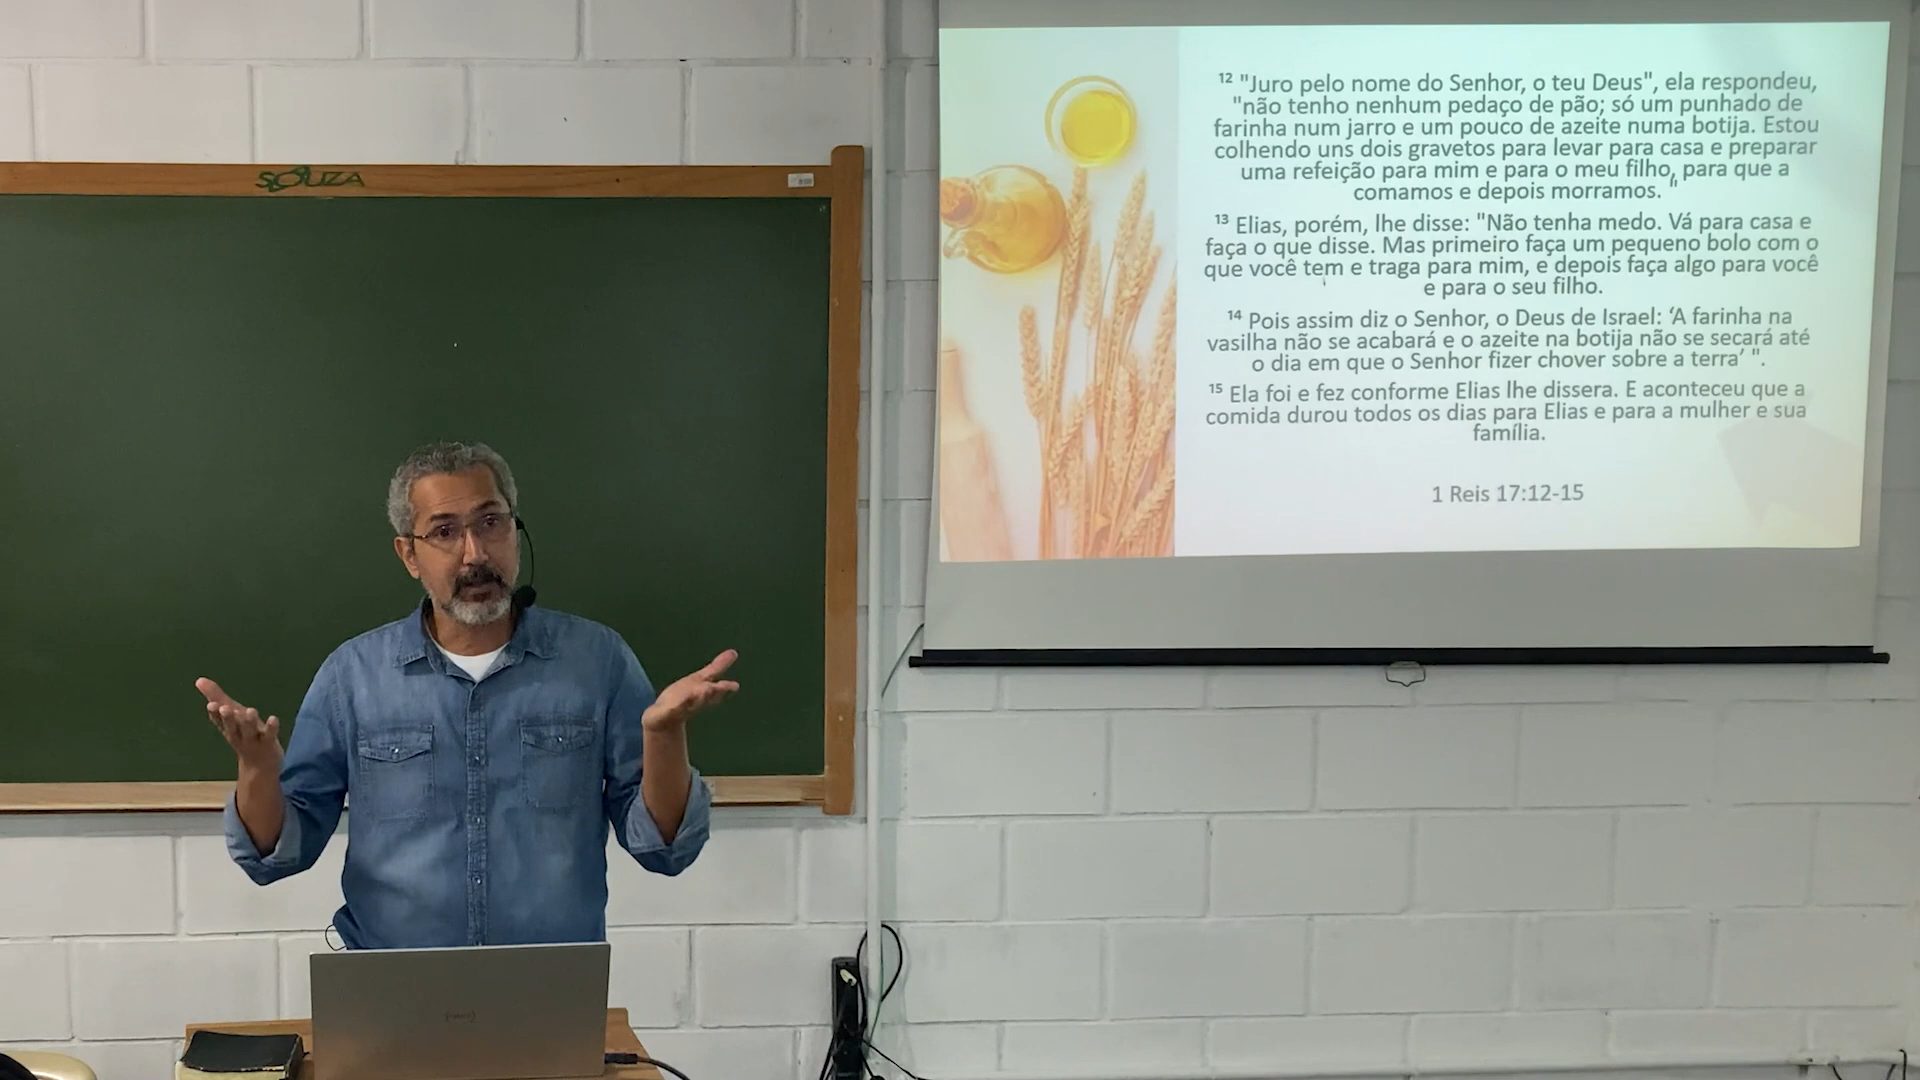 SOUZA
12 "Juro pelo nome do Senhor, o teu Deus", ela respondeu,
"não tenho nenhum pedaço de pão; só um punhado de
farinha num jarro e um pouco de azeite numa botija. Estou
colhendo uns dois gravetos para levar para casa e preparar
uma refeição para mim e para o meu filho, para que a
comamos e depois morramos. "
13 Elias, porém, lhe disse: "Não tenha medo. Vá para casa e
faça o que disse. Mas primeiro faça um pequeno bolo com o
que você tem e traga para mim, e depois faça algo para você
e para o seu filho.
14 Pois assim diz o Senhor, o Deus de Israel: ‘A farinha na
vasilha não se acabará e o azeite na botija não se secará até
o dia em que o Senhor fizer chover sobre a terra’ ".
15 Ela foi e fez conforme Elias lhe dissera. E aconteceu que a
comida durou todos os dias para Elias e para a mulher e sua
família.
1 Reis 17:12-15